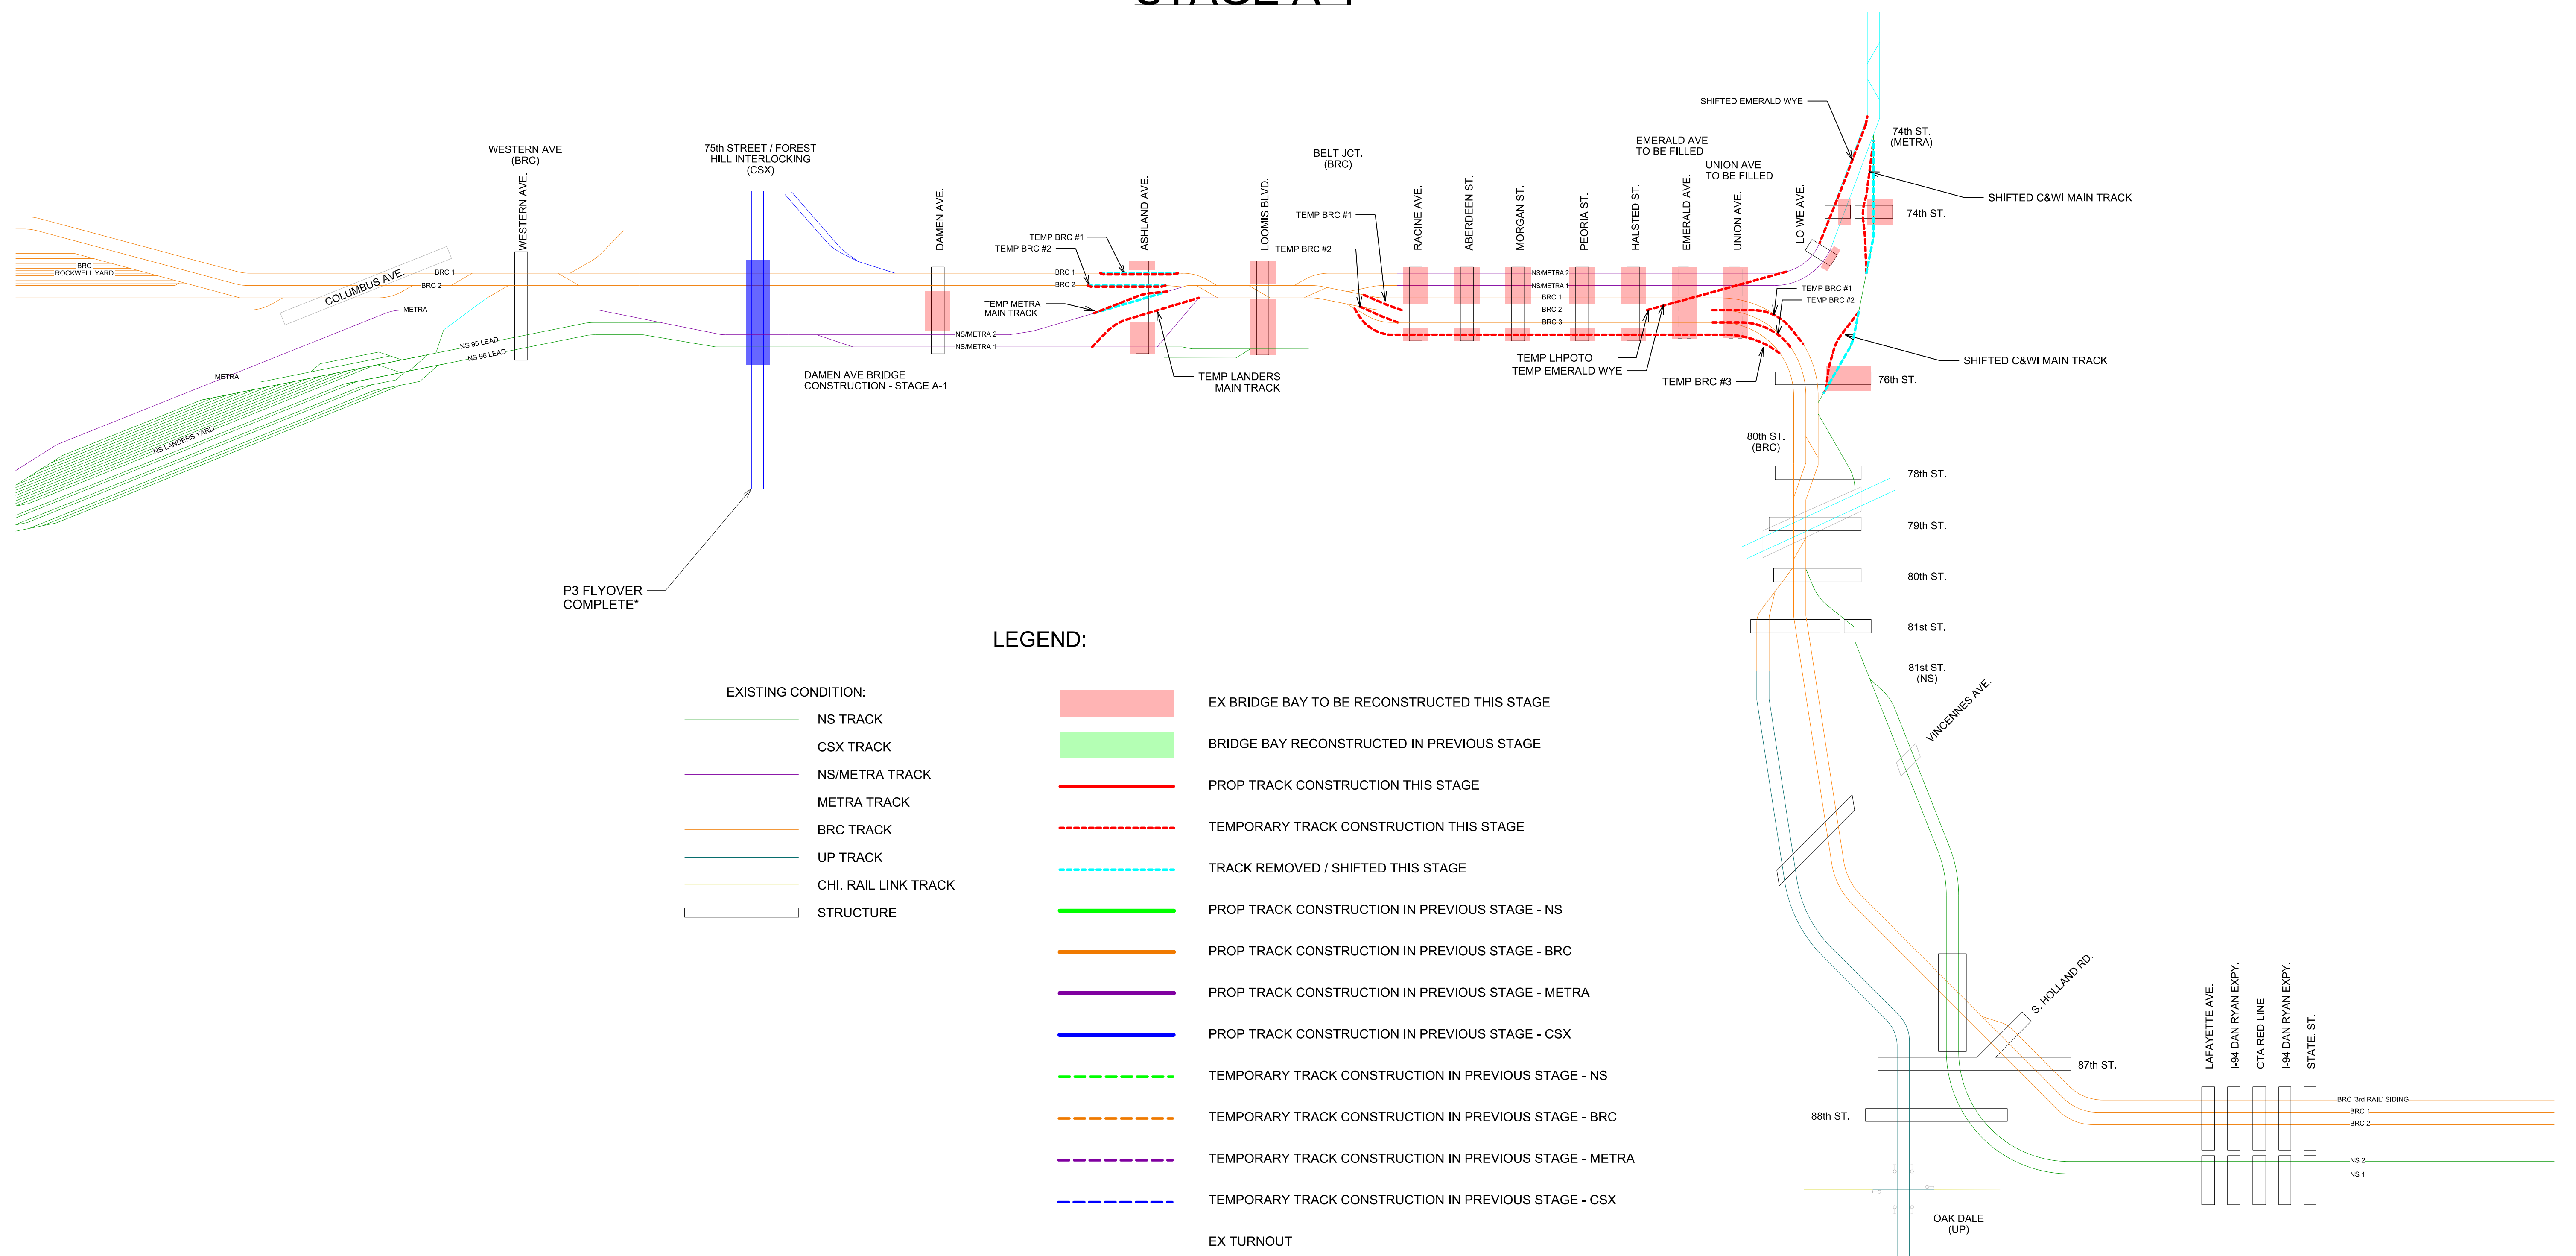 STAGE A-1
SHIFTED EMERALD WYE
74th ST.
(METRA)
EMERALD AVE
TO BE FILLED
UNION AVE
TO BE FILLED
WESTERN AVE
(BRC)
75th STREET / FOREST
HILL INTERLOCKING
(CSX)
BELT JCT.
(BRC)
WESTERN AVE.
DAMEN AVE.
ASHLAND AVE.
LOOMIS BLVD.
RACINE AVE.
ABERDEEN ST.
MORGAN ST.
PEORIA ST.
HALSTED ST.
EMERALD AVE.
UNION AVE.
LO WE AVE.
SHIFTED C&WI MAIN TRACK
74th ST.
TEMP BRC #1
TEMP BRC #2
TEMP BRC #1
TEMP BRC #2
BRC
ROCKWELL YARD
COLUMBUS AVE.
BRC 1
BRC 2
BRC 1
BRC 2
METRA
TEMP METRA
MAIN TRACK
NS/METRA 2
NS/METRA 1
NS/METRA 2
NS/METRA 1
BRC 1
BRC 2
BRC 3
TEMP BRC #1
TEMP BRC #2
NS 95 LEAD
NS 96 LEAD
METRA
NS LANDERS YARD
DAMEN AVE BRIDGE
CONSTRUCTION - STAGE A-1
TEMP LANDERS
MAIN TRACK
TEMP LHPOTO
TEMP EMERALD WYE
TEMP BRC #3
SHIFTED C&WI MAIN TRACK
76th ST.
80th ST.
(BRC)
78th ST.
79th ST.
80th ST.
81st ST.
81st ST.
(NS)
VINCENNES AVE.
P3 FLYOVER
COMPLETE*
LEGEND:
EXISTING CONDITION:
NS TRACK
CSX TRACK
NS/METRA TRACK
METRA TRACK
BRC TRACK
UP TRACK
CHI. RAIL LINK TRACK
STRUCTURE
EX BRIDGE BAY TO BE RECONSTRUCTED THIS STAGE
BRIDGE BAY RECONSTRUCTED IN PREVIOUS STAGE
PROP TRACK CONSTRUCTION THIS STAGE
TEMPORARY TRACK CONSTRUCTION THIS STAGE
TRACK REMOVED / SHIFTED THIS STAGE
PROP TRACK CONSTRUCTION IN PREVIOUS STAGE - NS
PROP TRACK CONSTRUCTION IN PREVIOUS STAGE - BRC
PROP TRACK CONSTRUCTION IN PREVIOUS STAGE - METRA
PROP TRACK CONSTRUCTION IN PREVIOUS STAGE - CSX
TEMPORARY TRACK CONSTRUCTION IN PREVIOUS STAGE - NS
TEMPORARY TRACK CONSTRUCTION IN PREVIOUS STAGE - BRC
TEMPORARY TRACK CONSTRUCTION IN PREVIOUS STAGE - METRA
TEMPORARY TRACK CONSTRUCTION IN PREVIOUS STAGE - CSX
EX TURNOUT
S. HOLLAND RD.
LAFAYETTE AVE.
I-94 DAN RYAN EXPY.
CTA RED LINE
I-94 DAN RYAN EXPY.
STATE. ST.
87th ST.
88th ST.
BRC '3rd RAIL' SIDING
BRC 1
BRC 2
NS 2
NS 1
OAK DALE
(UP)